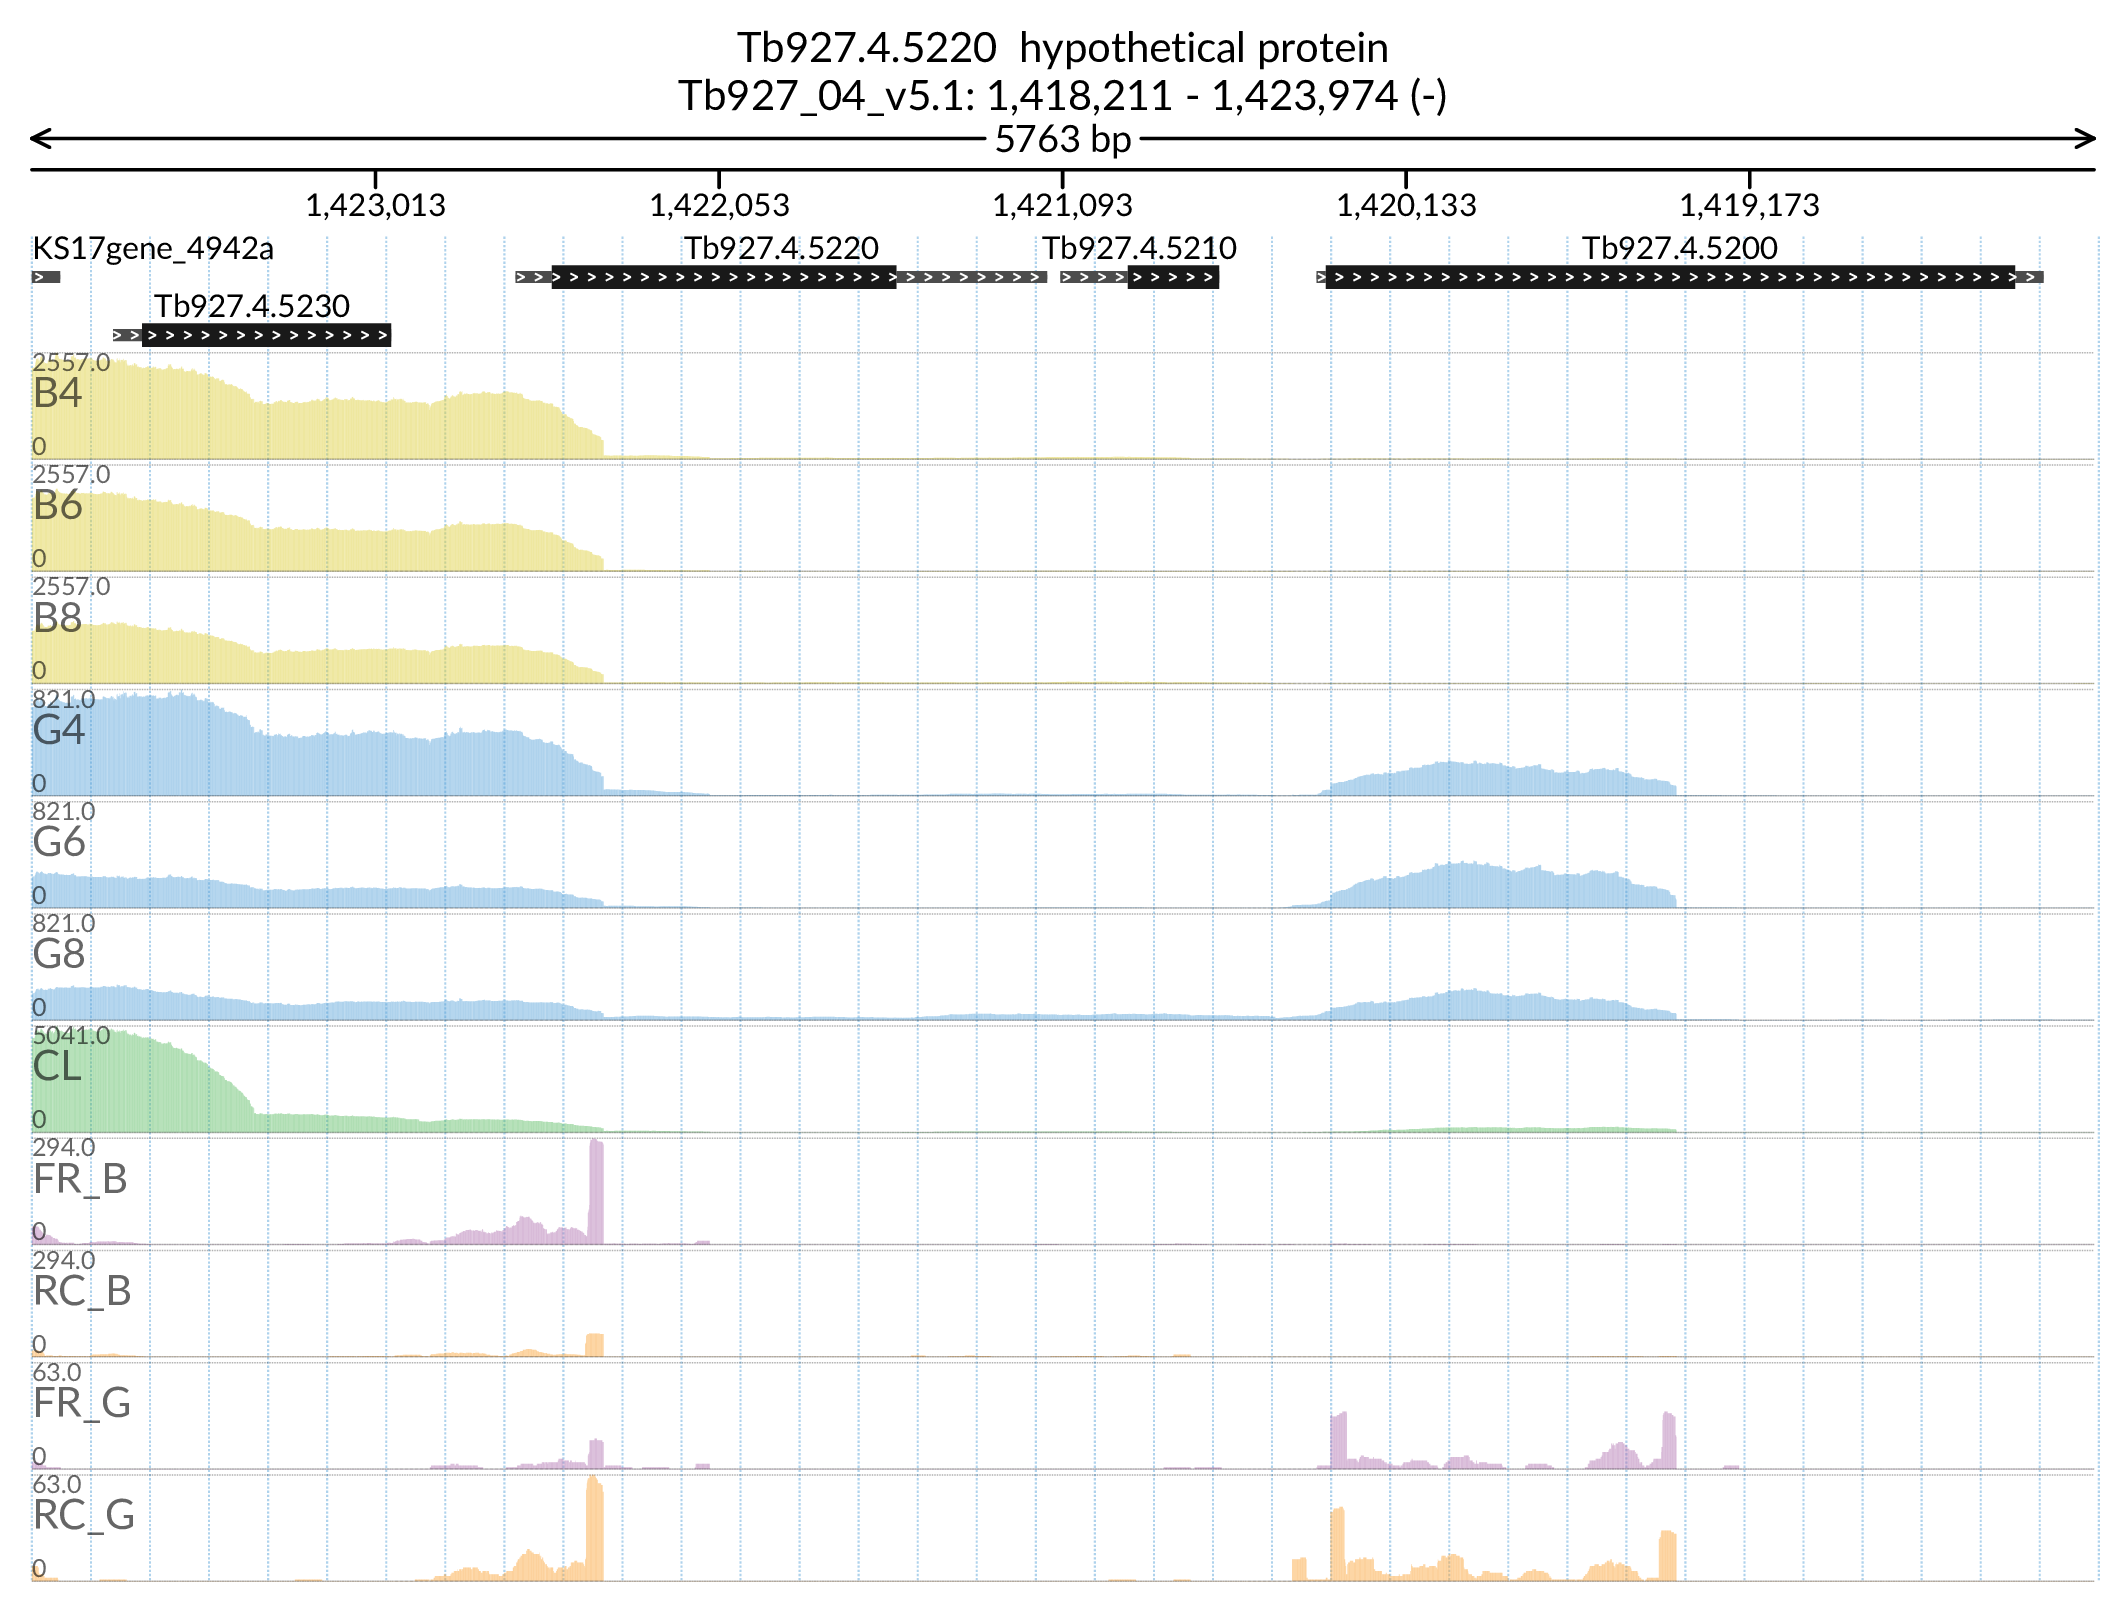 Tb927.4.5220  hypothetical protein
Tb927_04_v5.1: 1,418,211 - 1,423,974 (-)
5763 bp
1,423,013 1,422,053 1,421,093 1,420,133 1,419,173
KS17gene_4942a Tb927.4.5220 Tb927.4.5210 Tb927.4.5200
Tb927.4.5230
2557.0
B4
0
2557.0
B6
0
2557.0
B8
0
821.0
G4
0
821.0
G6
0
821.0
G8
0
5041.0
CL
0
294.0
FR_B
0
294.0
RC_B
0
63.0
FR_G
0
63.0
RC_G
0